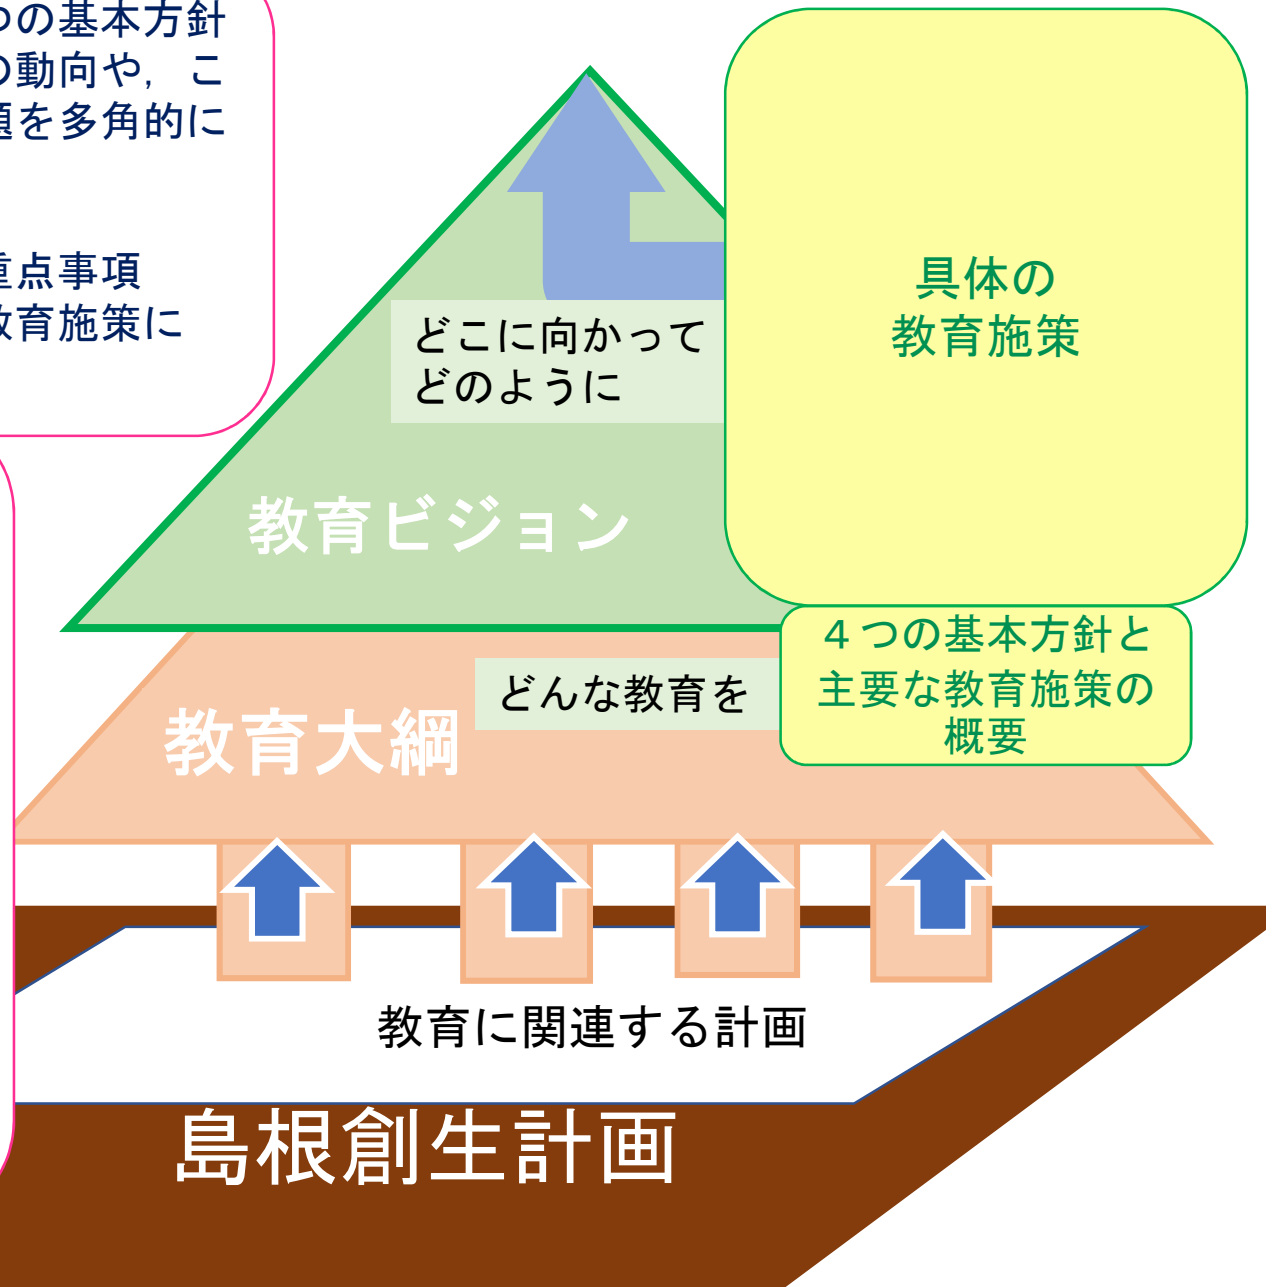 つの基本方針
の動向や，こ
題を多角的に
重点事項
教育施策に
具体の
教育施策
どこに向かって
どのように
教育ビジョン
４つの基本方針と
主要な教育施策の
概要
どんな教育を
教育大綱
教育に関連する計画
島根創生計画